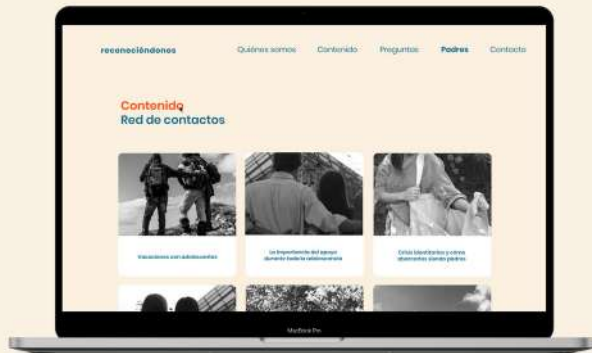 reconociéndonos
Quiénes somos Contenido Preguntas Padres Contacto
Contenido
Red de contactos
Vacaciones con adolescentes
La importancia del apoyo
durante toda la adolescencia
Crisis identitarias y cómo
abordarlas siendo padres
MacBook Pro